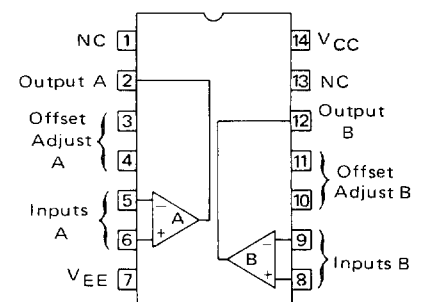 NC 1
Output A 2
Offset 3
Adjust
A 4
Inputs 5
A 6
VEE 7
− A +
− B +
14 VCC
13 NC
12 Output
B
11 Offset
10 Adjust B
9 Inputs B
8